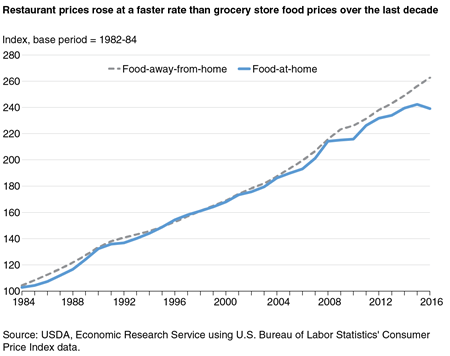 Restaurant prices rose at a faster rate than grocery store food prices over the last decade
Index, base period = 1982-84
280
Food-away-from-home Food-at-home
260
240
220
200
180
160
140
120
100
1984 1988 1992 1996 2000 2004 2008 2012 2016
Source: USDA, Economic Research Service using U.S. Bureau of Labor Statistics' Consumer
Price Index data.